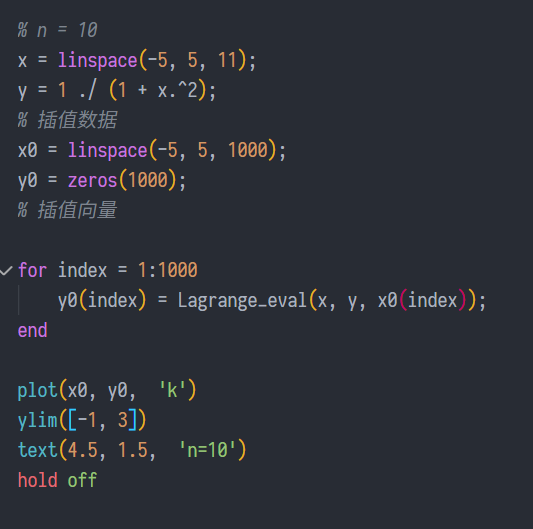 % n = 10
x = linspace(-5, 5, 11);
y = 1 ./ (1 + x.^2);
% 插值数据
x0 = linspace(-5, 5, 1000);
y0 = zeros(1000);
% 插值向量
for index = 1:1000
y0(index) = Lagrange_eval(x, y, x0(index));
end
plot(x0, y0,  'k')
ylim([-1, 3])
text(4.5, 1.5,  'n=10')
hold off